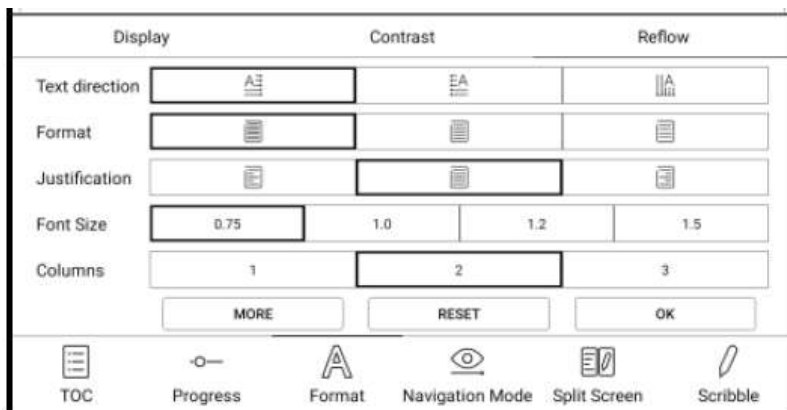 Display Contrast Reflow
Text direction
Format
Justification
Font Size 0.75 1.0 1.2 1.5
Columns 1 2 3
MORE RESET OK
TOC Progress Format Navigation Mode Split Screen Scribble